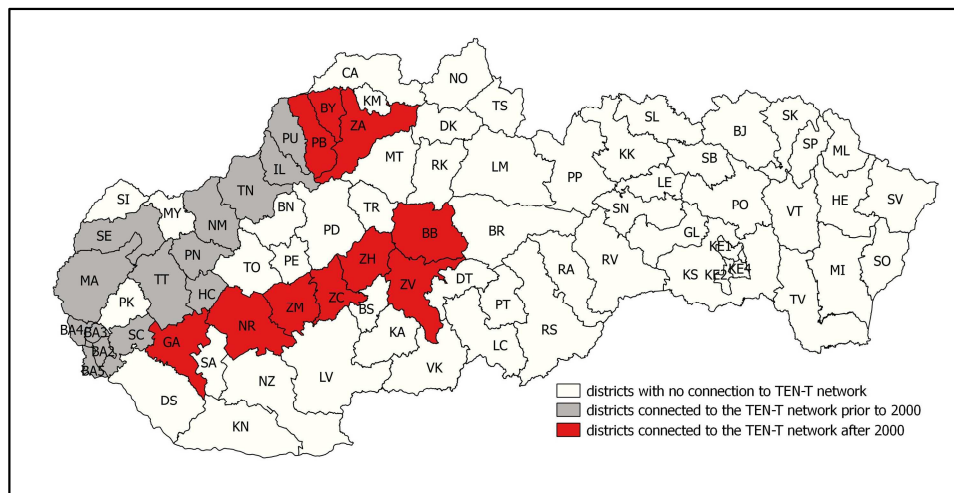 CA
NO
KM
TS
BY
ZA
PU
PB
DK
SL
SK
BJ
IL
MT
RK
LM
KK
SP
ML
SB
PP
TN
LE
SI
MY
BN
TR
SN
PO
VT
HE
SV
NM
SE
PD
BB
BR
GL
KE1
SO
PN
PE
TO
ZH
RA
RV
KS
KE2
KE4
MI
MA
TT
HC
ZV
DT
PK
ZM
ZC
BS
PT
TV
BA4
BA3
SC
NR
KA
RS
BA2
GA
LC
BA5
SA
NZ
LV
VK
DS
KN
districts with no connection to TEN-T network
districts connected to the TEN-T network prior to 2000
districts connected to the TEN-T network after 2000